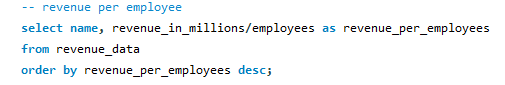 -- revenue per employee
select name, revenue_in_millions/employees as revenue_per_employees
from revenue_data
order by revenue_per_employees desc;